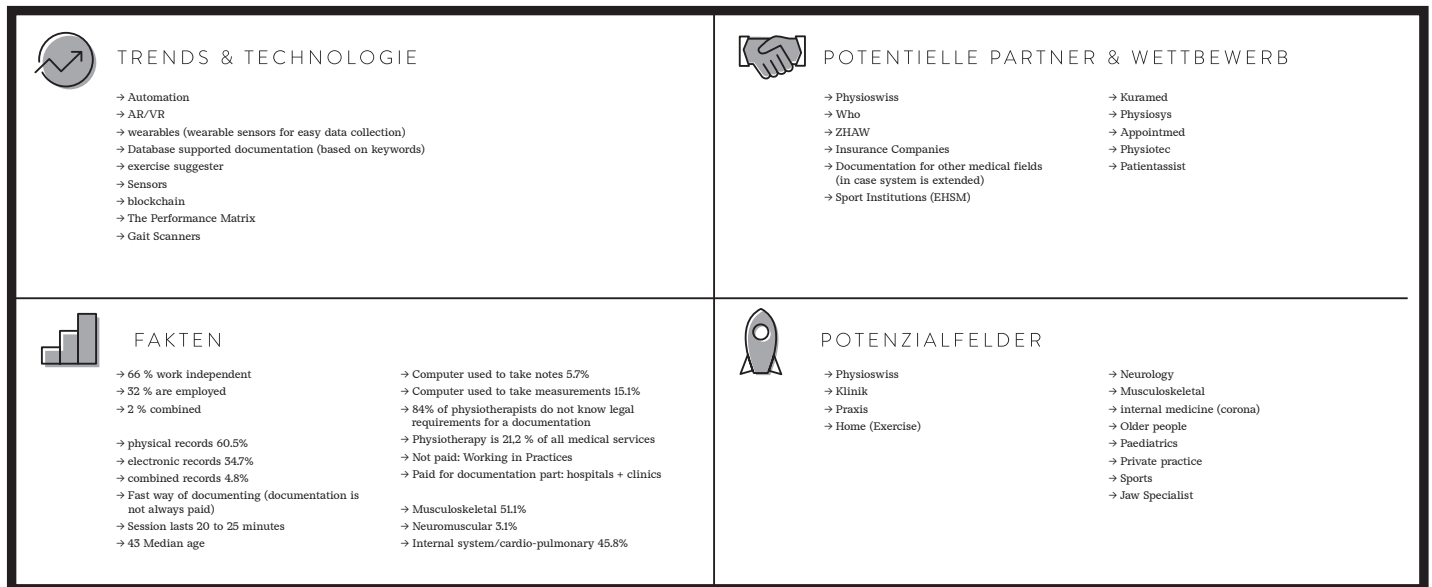 TRENDS & TECHNOLOGIE
→ Automation
→ AR/VR
→ wearables (wearable sensors for easy data collection)
→ Database supported documentation (based on keywords)
→ exercise suggester
→ Sensors
→ blockchain
→ The Performance Matrix
→ Gait Scanners
POTENTIELLE PARTNER & WETTBEWERB
→ Physioswiss
→ Who
→ ZHAW
→ Insurance Companies
→ Documentation for other medical fields
(in case system is extended)
→ Sport Institutions (EHSM)
→ Kuramed
→ Physiosys
→ Appointmed
→ Physiotec
→ Patientassist
FAKTEN
→ 66 % work independent
→ 32 % are employed
→ 2 % combined
→ physical records 60.5%
→ electronic records 34.7%
→ combined records 4.8%
→ Fast way of documenting (documentation is
not always paid)
→ Session lasts 20 to 25 minutes
→ 43 Median age
→ Computer used to take notes 5.7%
→ Computer used to take measurements 15.1%
→ 84% of physiotherapists do not know legal
requirements for a documentation
→ Physiotherapy is 21,2 % of all medical services
→ Not paid: Working in Practices
→ Paid for documentation part: hospitals + clinics
→ Musculoskeletal 51.1%
→ Neuromuscular 3.1%
→ Internal system/cardio-pulmonary 45.8%
POTENZIALFELDER
→ Physioswiss
→ Klinik
→ Praxis
→ Home (Exercise)
→ Neurology
→ Musculoskeletal
→ internal medicine (corona)
→ Older people
→ Paediatrics
→ Private practice
→ Sports
→ Jaw Specialist